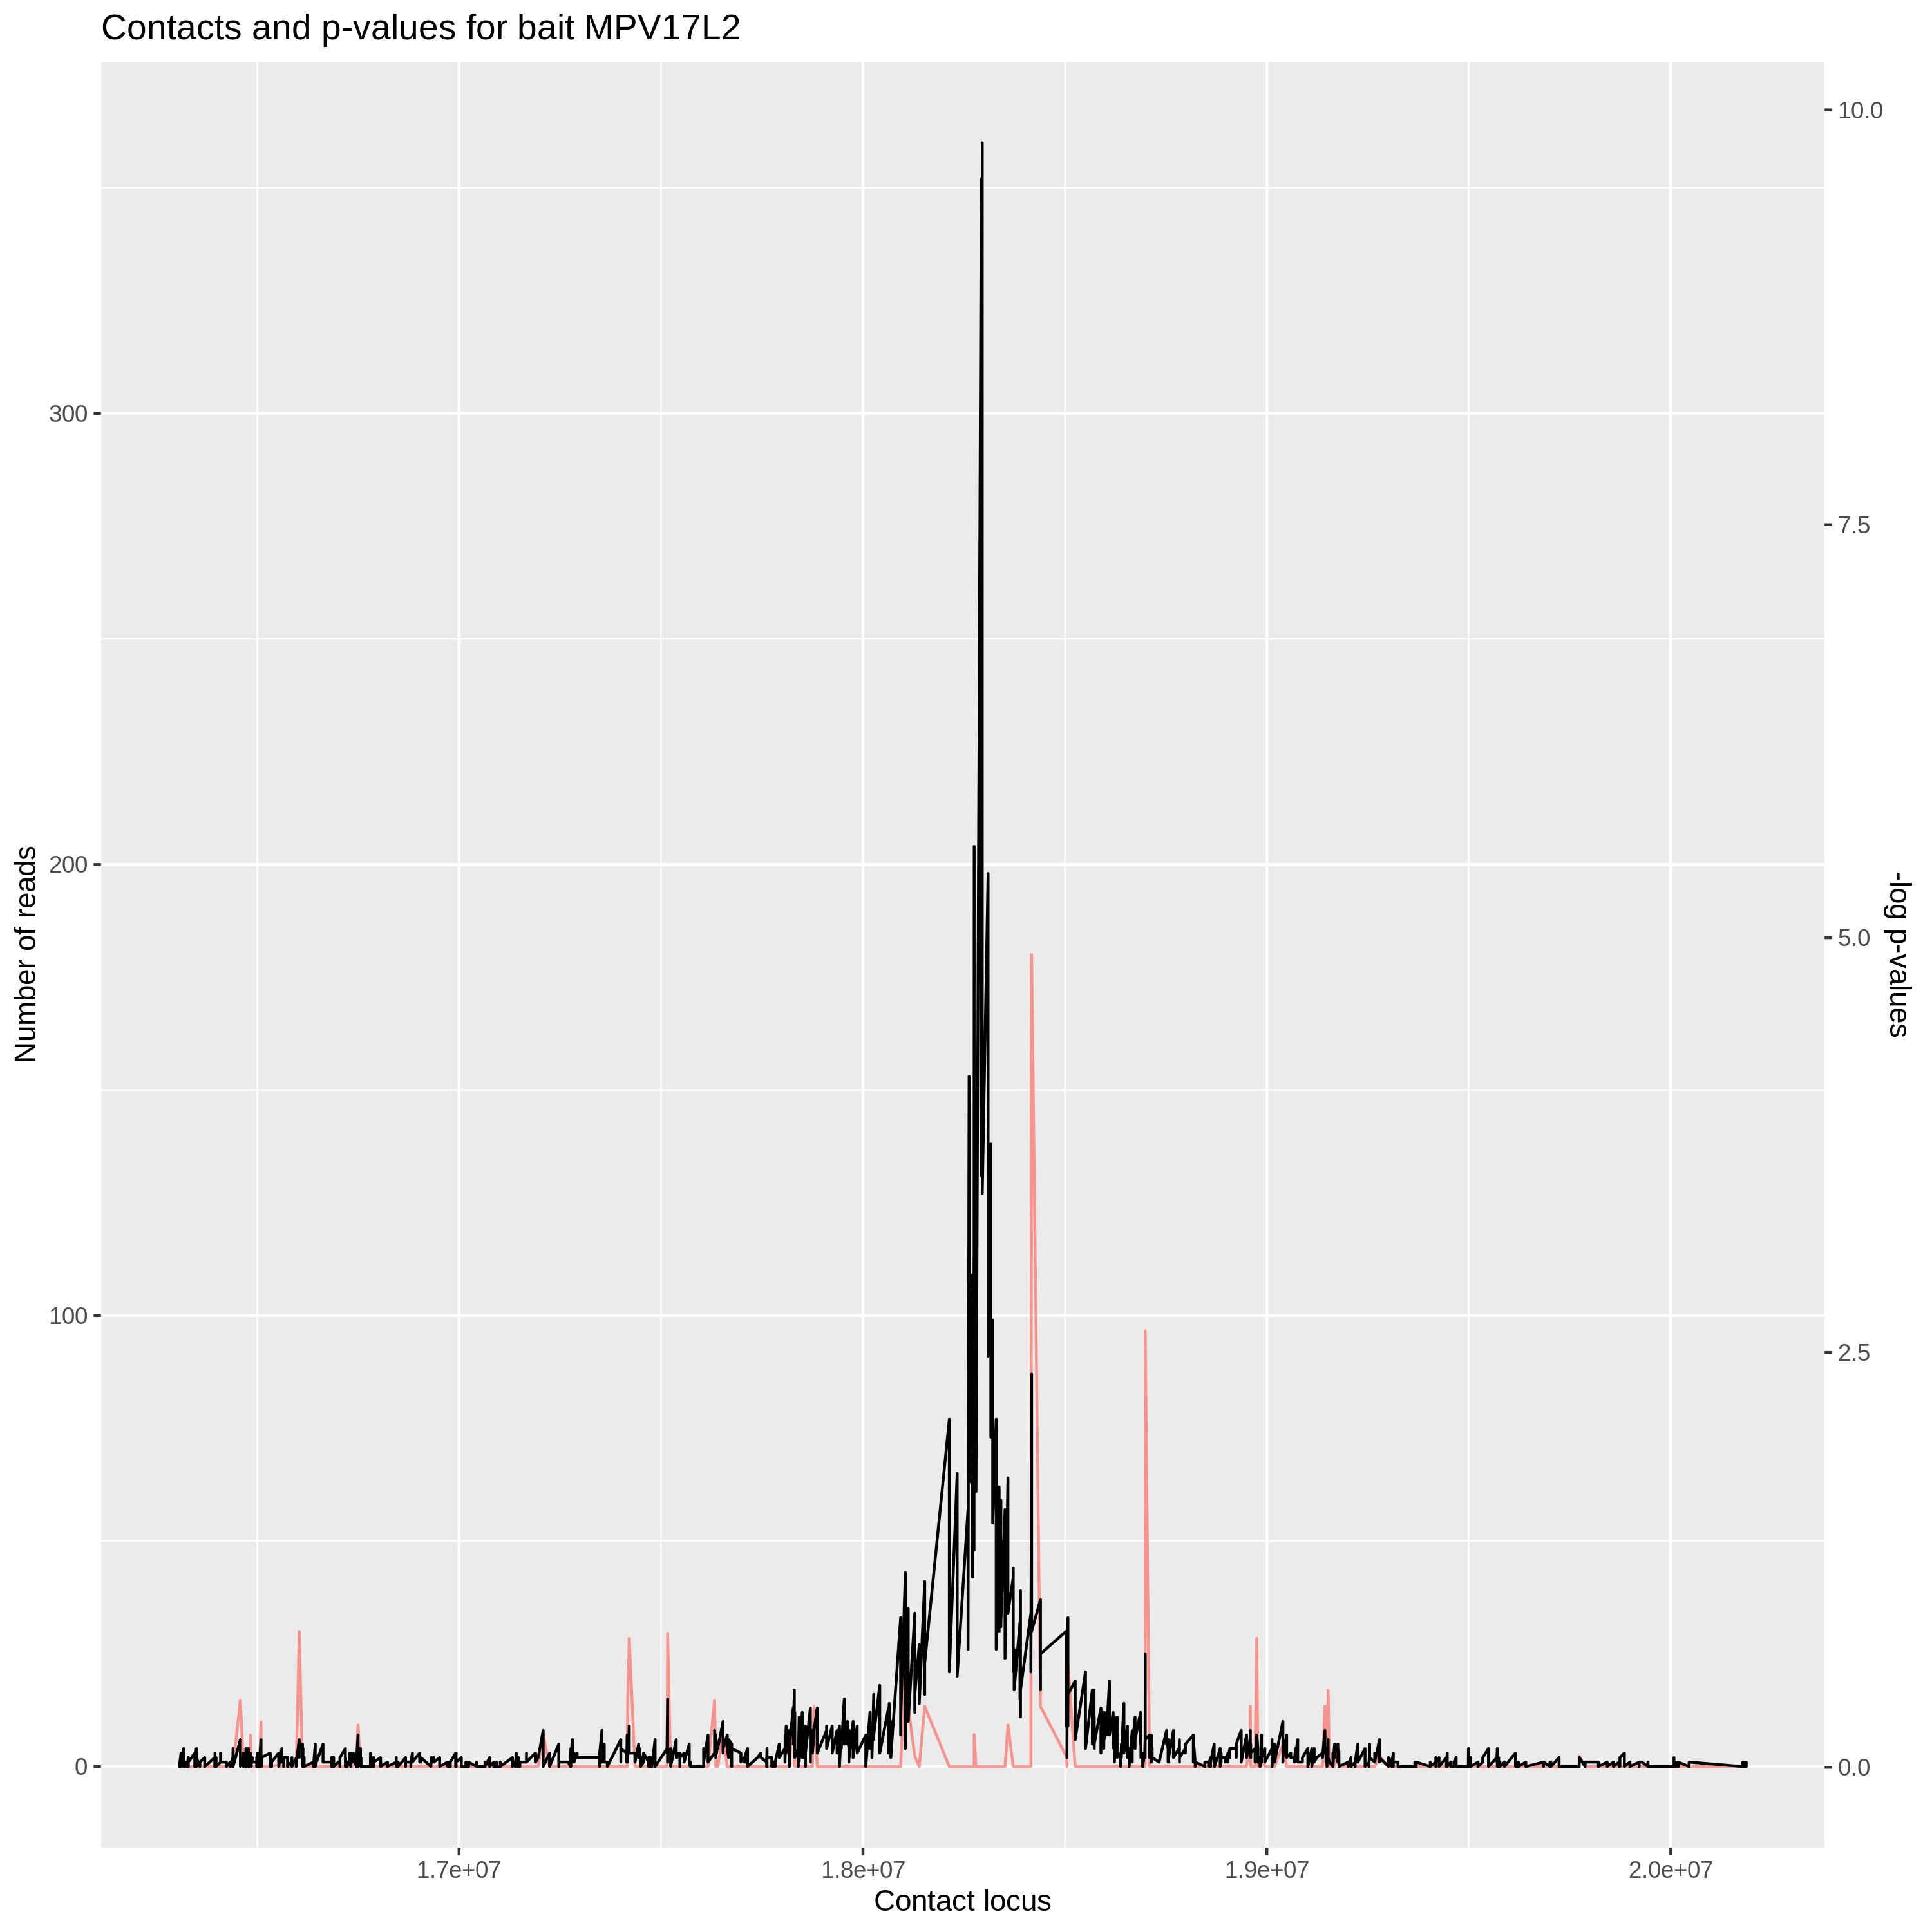 Contacts and p-values for bait MPV17L2
Number of reads
300
200
100
0
10.0
7.5
5.0
2.5
0.0
-log p-values
1.7e+07
1.8e+07
1.9e+07
2.0e+07
Contact locus